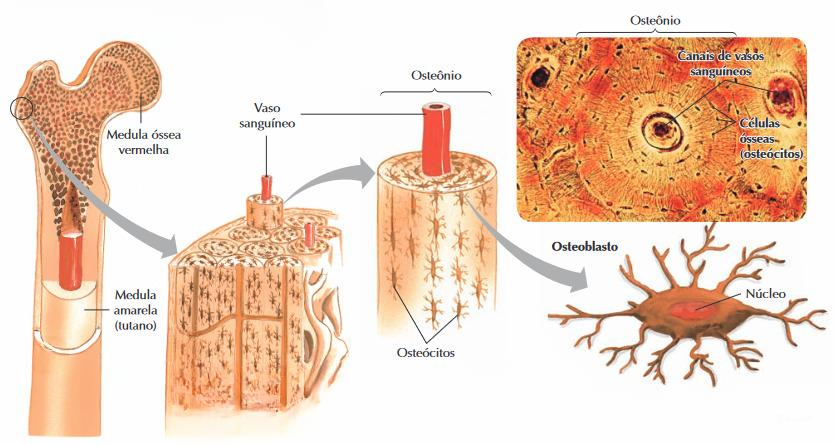 Medula óssea
vermelha
Medula
amarela
(tutano)
Vaso
sanguíneo
Osteônio
Osteócitos
Osteônio
Canais de vasos
sanguíneos
Células
ósseas
(osteócitos)
Osteoblasto
Núcleo